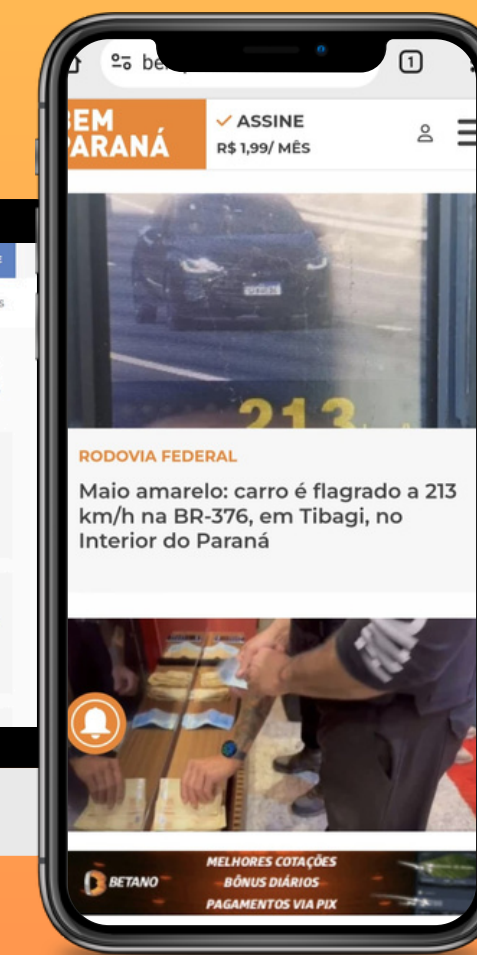 1
BEM
PARANÁ
ASSINE
R$ 1,99/ MÊS
213
RODOVIA FEDERAL
Maio amarelo: carro é flagrado a 213
km/h na BR-376, em Tibagi, no
Interior do Paraná
BETANO
MELHORES COTAÇÕES
BÔNUS DIÁRIOS
PAGAMENTOS VIA PIX